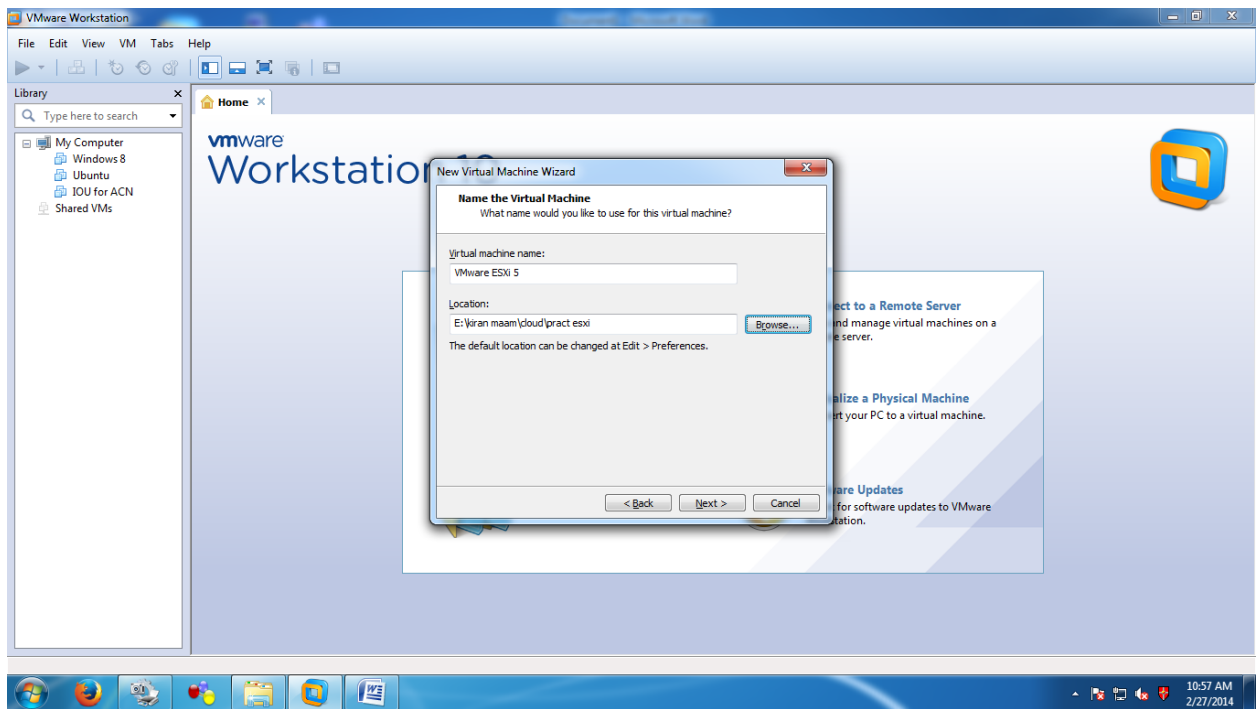 VMware Workstation
File Edit View VM Tabs Help
Library
Home
Type here to search
My Computer
Windows 8
Ubuntu
IOU for ACN
Shared VMs
vmware
Workstation 10
New Virtual Machine Wizard
Name the Virtual Machine
What name would you like to use for this virtual machine?
Virtual machine name:
VMware ESXi 5
Location:
E:\kiran maam\cloud\pract esxi
Browse...
The default location can be changed at Edit > Preferences.
< Back Next > Cancel
ect to a Remote Server
nd manage virtual machines on a
e server.
alize a Physical Machine
ert your PC to a virtual machine.
are Updates
for software updates to VMware
tation.
10:57 AM
2/27/2014